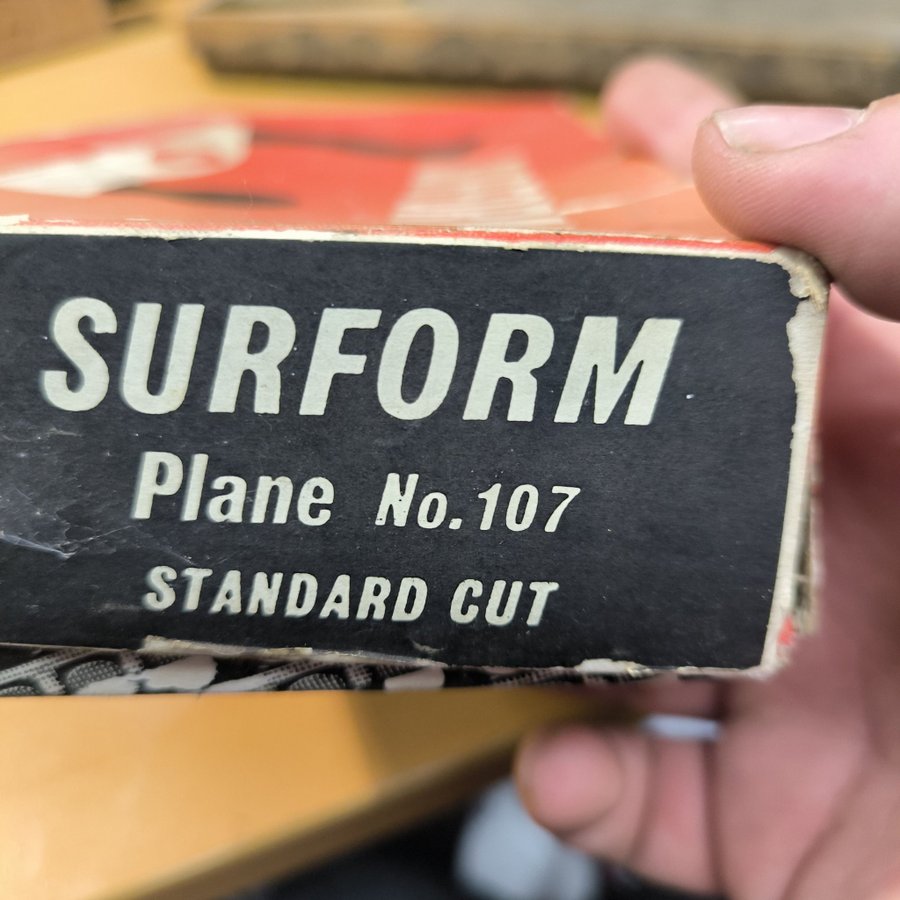 SURFORM
Plane No.107
STANDARD CUT